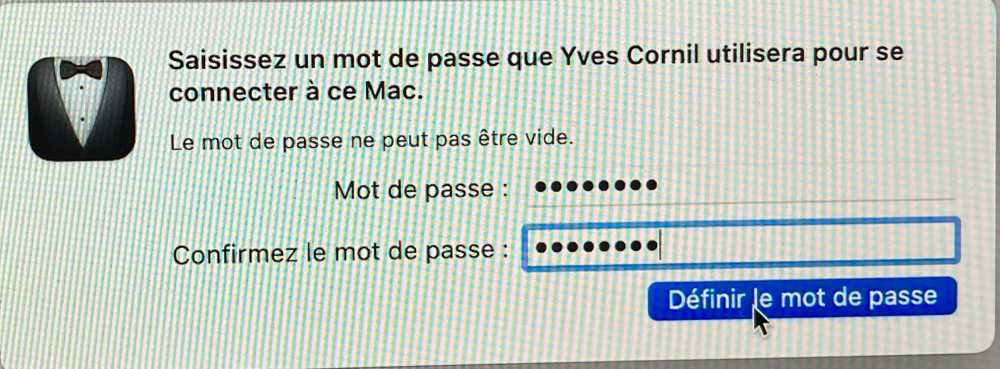 Saisissez un mot de passe que Yves Cornil utilisera pour se
connecter à ce Mac.
Le mot de passe ne peut pas être vide.
Mot de passe : ••••••••
Confirmez le mot de passe : ••••••••
Définir le mot de passe